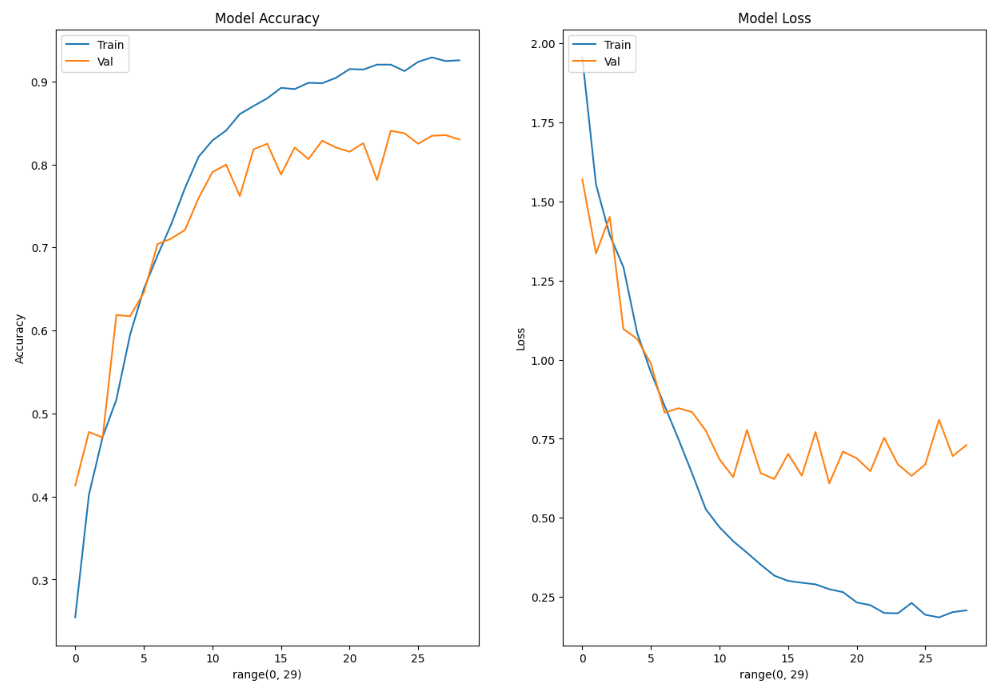 Model Accuracy
Train
Val
0.9
0.8
0.7
0.6
0.5
0.4
0.3
Accuracy
0
5
10
15
20
25
range(0, 29)
Model Loss
Train
Val
2.00
1.75
1.50
1.25
1.00
0.75
0.50
0.25
Loss
0
5
10
15
20
25
range(0, 29)